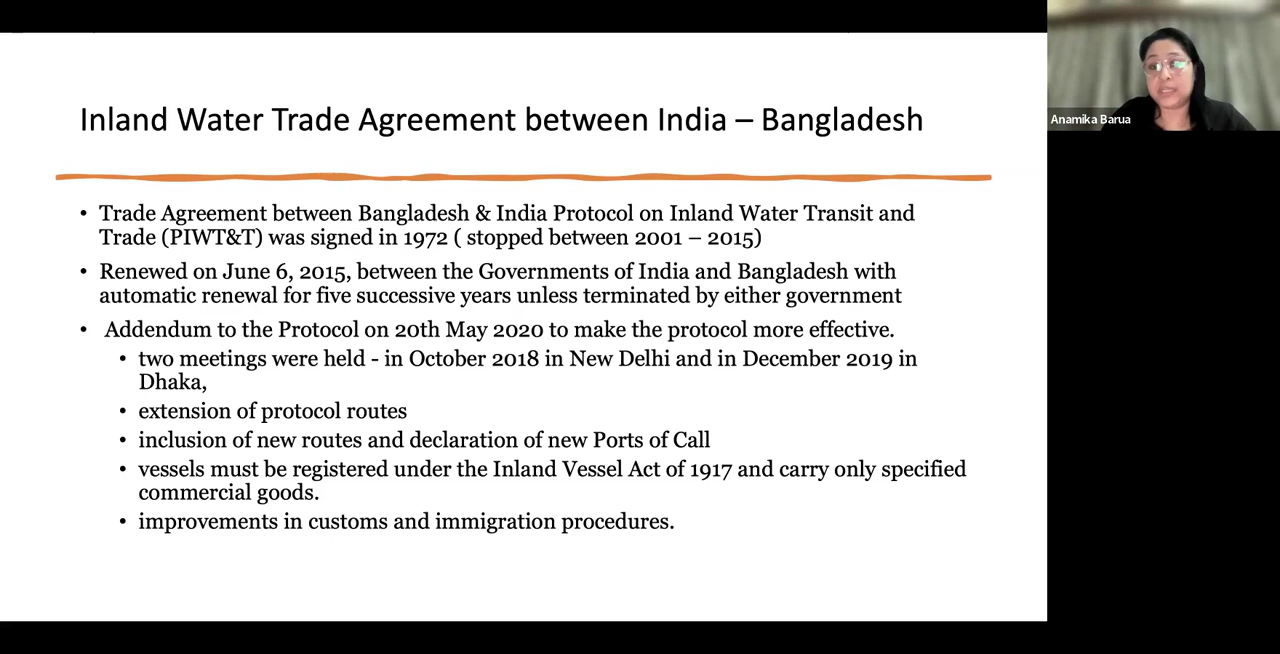 Inland Water Trade Agreement between India – Bangladesh
Anamika Barua
• Trade Agreement between Bangladesh & India Protocol on Inland Water Transit and
Trade (PIWT&T) was signed in 1972 ( stopped between 2001 – 2015)
• Renewed on June 6, 2015, between the Governments of India and Bangladesh with
automatic renewal for five successive years unless terminated by either government
• Addendum to the Protocol on 20th May 2020 to make the protocol more effective.
• two meetings were held - in October 2018 in New Delhi and in December 2019 in
Dhaka,
• extension of protocol routes
• inclusion of new routes and declaration of new Ports of Call
• vessels must be registered under the Inland Vessel Act of 1917 and carry only specified
commercial goods.
• improvements in customs and immigration procedures.